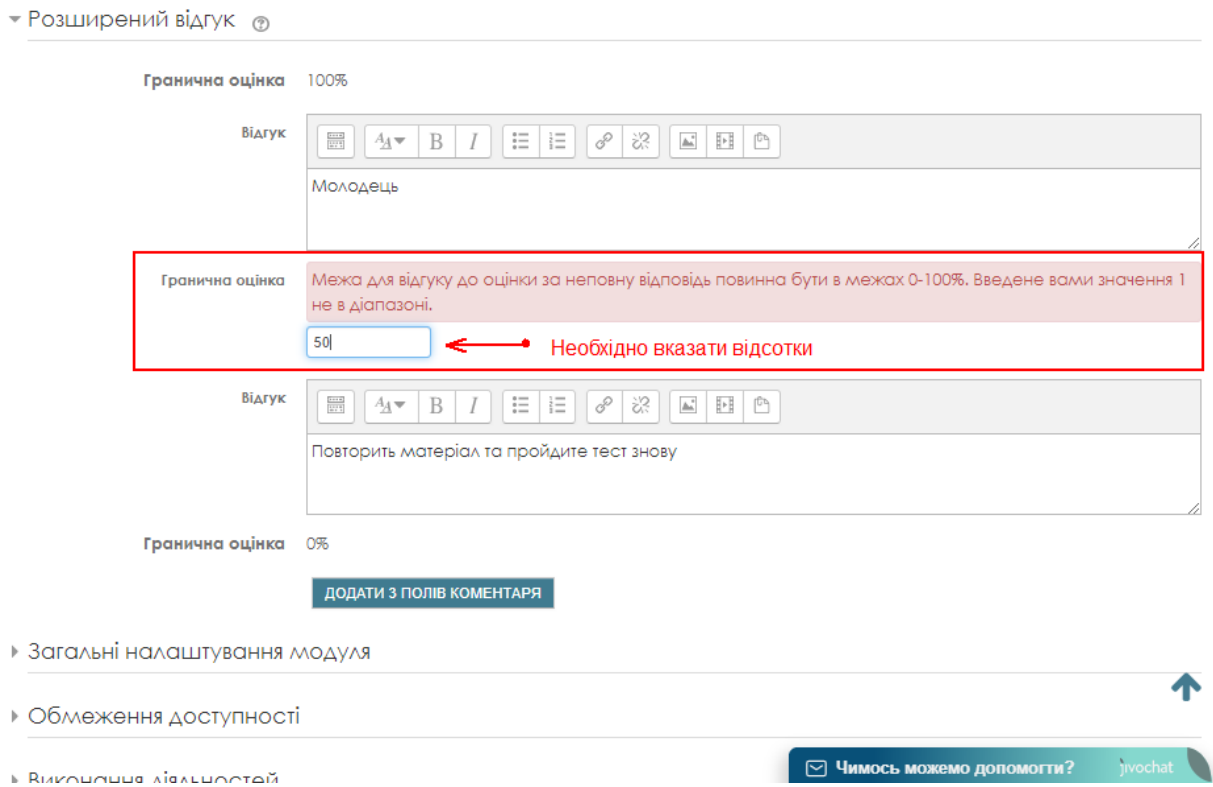 Розширений відгук
Гранична оцінка 100%
Відгук
B I
Молодець
Гранична оцінка Межа для відгуку до оцінки за неповну відповідь повинна бути в межах 0-100%. Введене вами значення 1
не в діапазоні.
50 Необхідно вказати відсотки
Відгук
B I
Повторить матеріал та пройдите тест знову
Гранична оцінка 0%
ДОДАТИ 3 ПОЛІВ КОМЕНТАРЯ
Загальні налаштування модуля
Обмеження доступності
Виконання діяльностей
Чимось можемо допомогти? jivochat